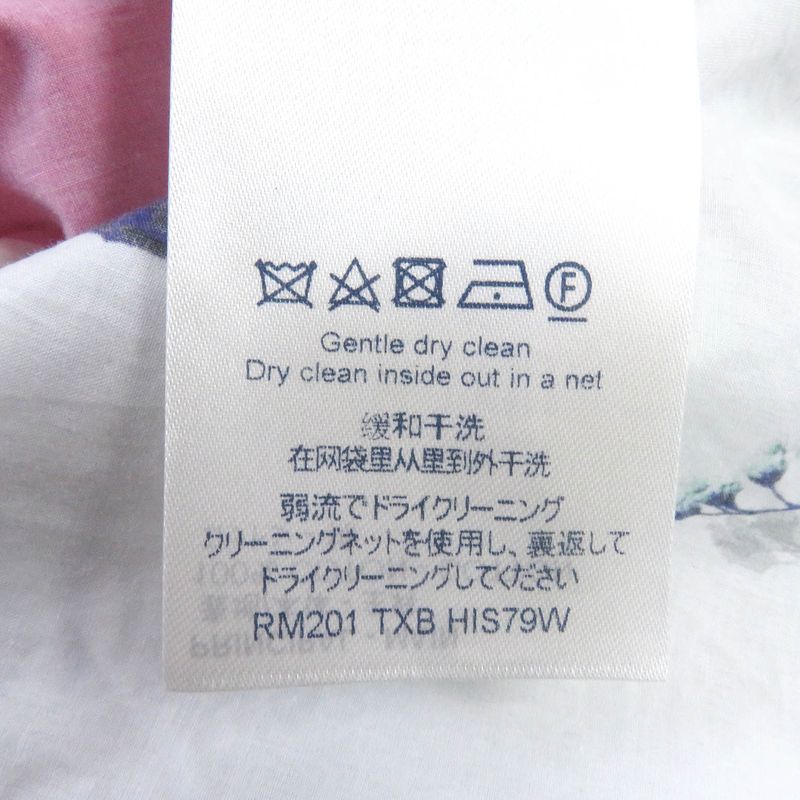 F
Gentle dry clean
Dry clean inside out in a net
缓和干洗
在网袋里从里到外干洗
弱流でドライクリーニング
クリーニングネットを使用し、裏返して
ドライクリーニングしてください
RM201 TXB HIS79W